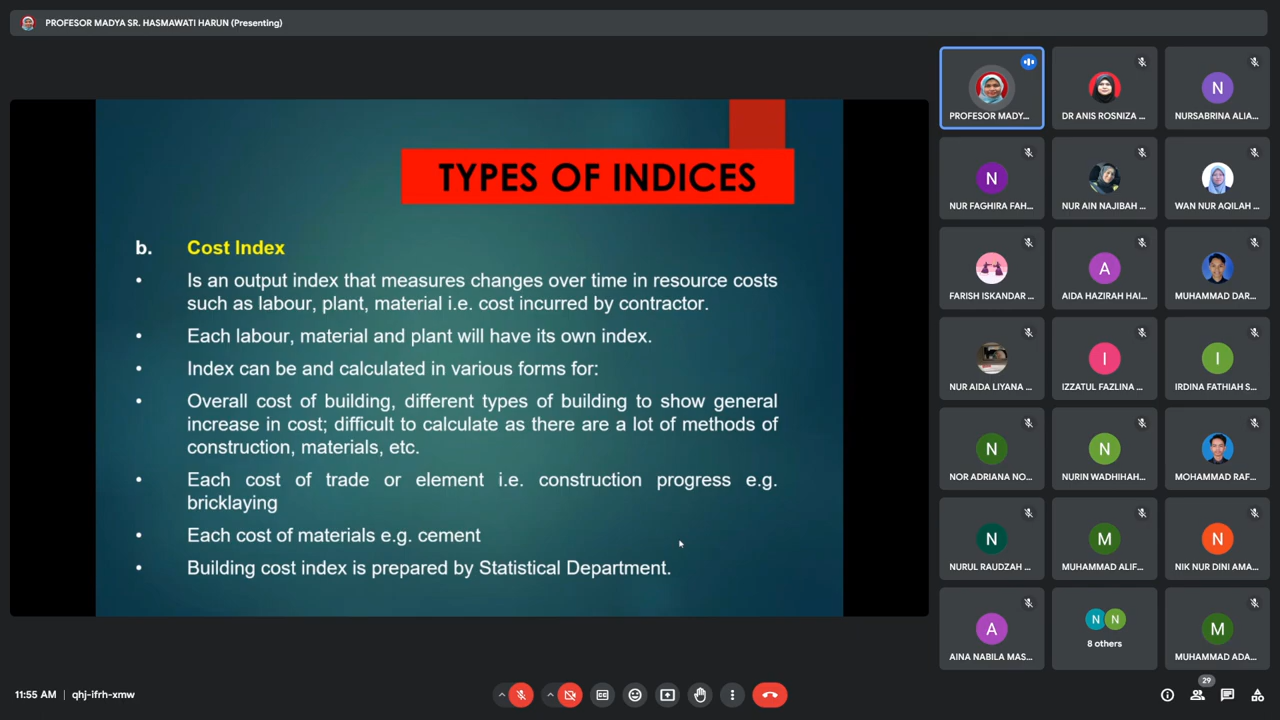 PROFESOR MADYA SR. HASMAWATI HARUN (Presenting)
TYPES OF INDICES
b. Cost Index
• Is an output index that measures changes over time in resource costs
such as labour, plant, material i.e. cost incurred by contractor.
• Each labour, material and plant will have its own index.
• Index can be and calculated in various forms for:
• Overall cost of building, different types of building to show general
increase in cost; difficult to calculate as there are a lot of methods of
construction, materials, etc.
• Each cost of trade or element i.e. construction progress e.g.
bricklaying
• Each cost of materials e.g. cement
• Building cost index is prepared by Statistical Department.
PROFESOR MADY...
DR ANIS ROSNIZA ...
N
NURSABRINA ALIA...
N
NUR FAGHIRA FAH...
NUR AIN NAJIBAH ...
WAN NUR AQILAH ...
FARISH ISKANDAR ...
A
AIDA HAZIRAH HAI...
MUHAMMAD DAR...
NUR AIDA LIYANA ...
I
IZZATUL FAZLINA ...
I
IRDINA FATHIAH S...
N
NOR ADRIANA NO...
N
NURIN WADHIHAH...
MOHAMMAD RAF...
N
NURUL RAUDZAH ...
M
MUHAMMAD ALIF...
N
NIK NUR DINI AMA...
A
AINA NABILA MAS...
N N
8 others
M
MUHAMMAD ADA...
11:55 AM | qhj-ifrh-xmw
29